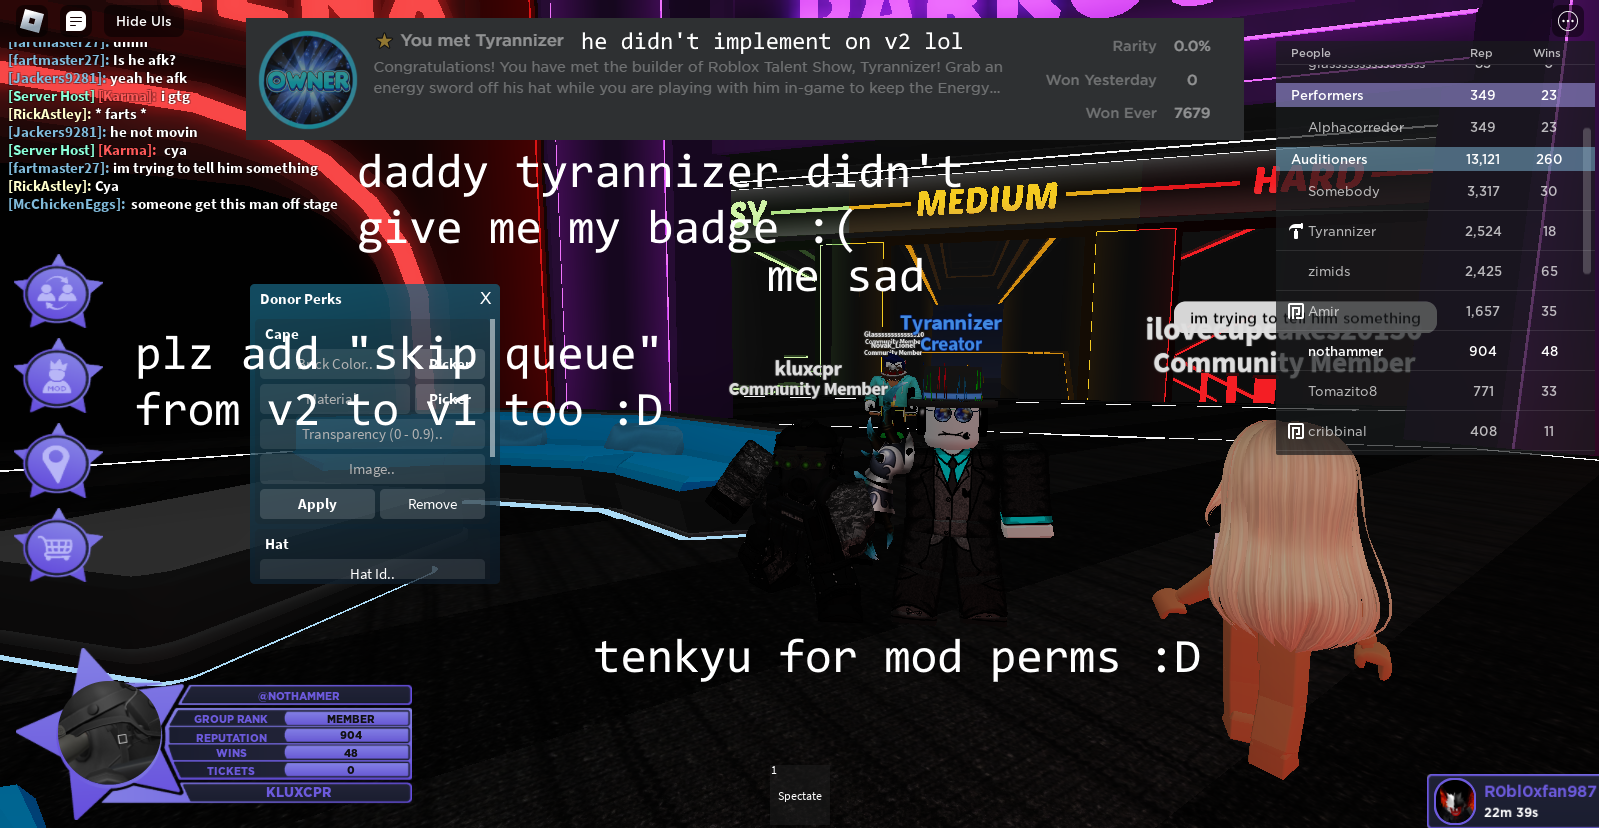 Hide UIs
[fartmaster27]: umm
[fartmaster27]: Is he afk?
[Jackers9281]: yeah he afk
[Server Host] [Karma]: i gtg
[RickAstley]: * farts *
[Jackers9281]: he not movin
[Server Host] [Karma]: cya
[fartmaster27]: im trying to tell him something
[RickAstley]: Cya
[McChickenEggs]: someone get this man off stage
OWNER
You met Tyrannizer he didn't implement on v2 lol
Congratulations! You have met the builder of Roblox Talent Show, Tyrannizer! Grab an
energy sword off his hat while you are playing with him in-game to keep the Energy...
Rarity 0.0%
Won Yesterday 0
Won Ever 7679
People Rep Wins
Performers 349 23
Alphacorredor 349 23
Auditioners 13,121 260
Somebody 3,317 30
Tyrannizer 2,524 18
zimids 2,425 65
Amir 1,657 35
nothammer 904 48
Tomazito8 771 33
cribbinal 408 11
daddy tyrannizer didn't
give me my badge :(
me sad
SY MEDIUM HARD
Donor Perks X
Cape
Brick Color.. Picker
Material Picker
Transparency (0 - 0.9)..
Image..
Apply Remove
Hat
Hat Id..
plz add "skip queue"
from v2 to v1 too :D
Tyrannizer
Creator
kluxcpr
Community Member
im trying to tell him something
Community Member
MOD
tenkyu for mod perms :D
@NOTHAMMER
GROUP RANK MEMBER
REPUTATION 904
WINS 48
TICKETS 0
KLUXCPR
1
Spectate
R0bl0xfan987
22m 39s